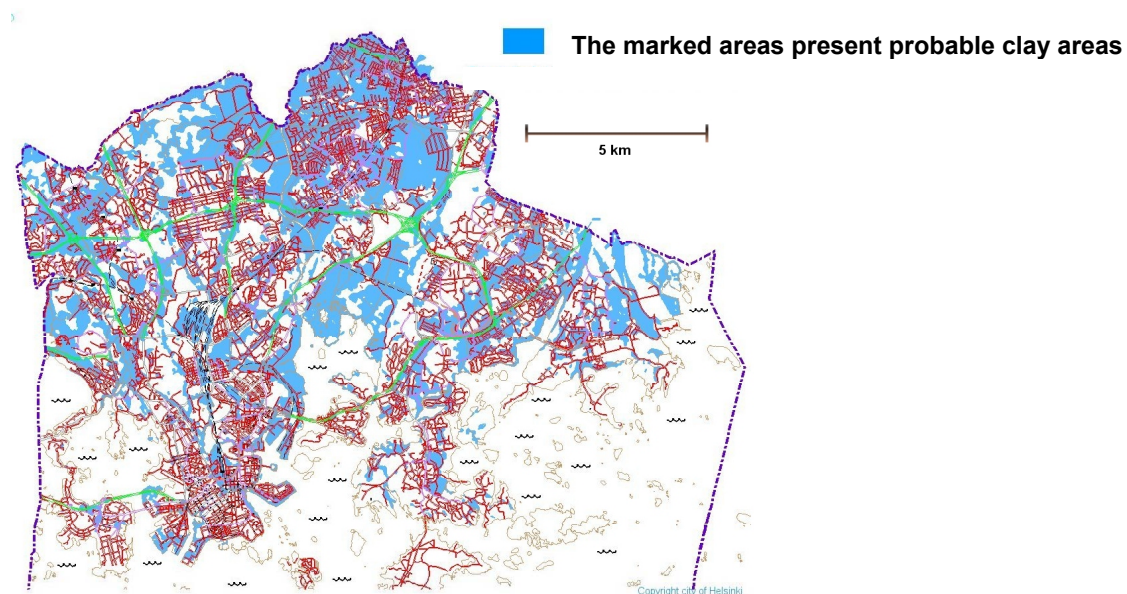 The marked areas present probable clay areas
5 km
Copyright city of Helsinki